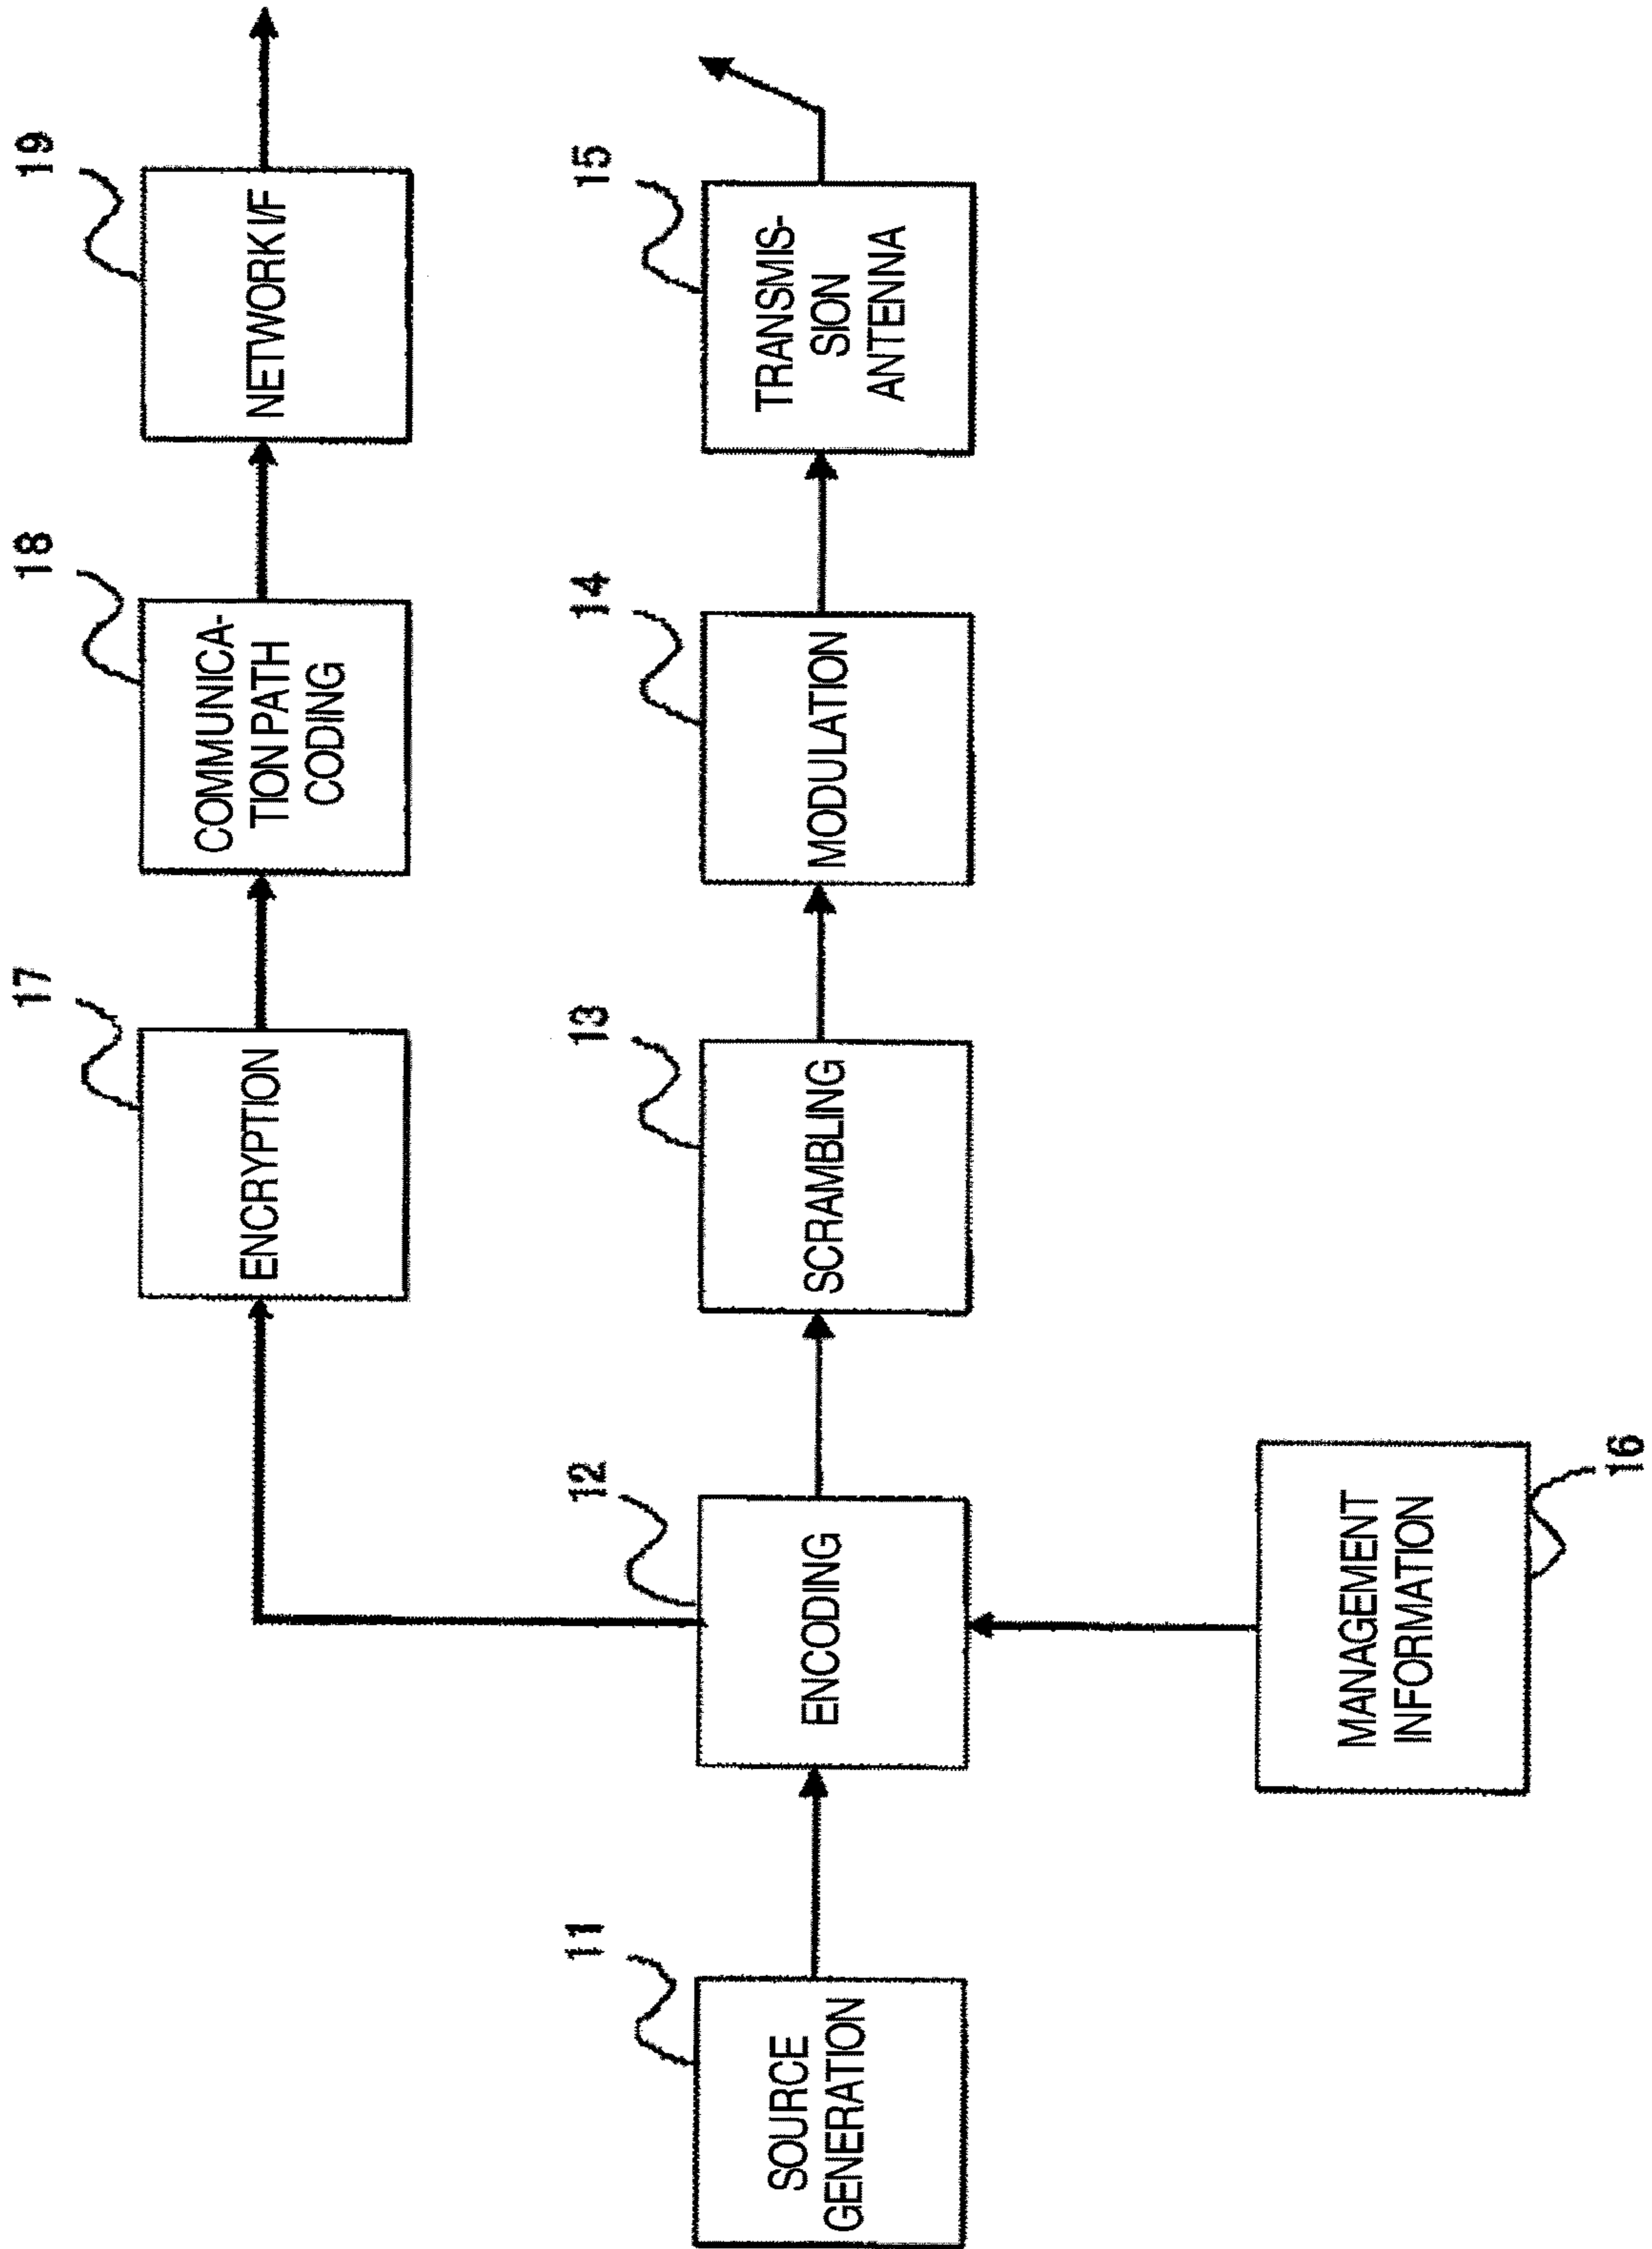 17
18
19
ENCRYPTION
COMMUNICA-
TION PATH
CODING
NETWORK I/F
11
12
13
14
15
SOURCE
GENERATION
ENCODING
SCRAMBLING
MODULATION
TRANSMIS-
SION
ANTENNA
MANAGEMENT
INFORMATION
16